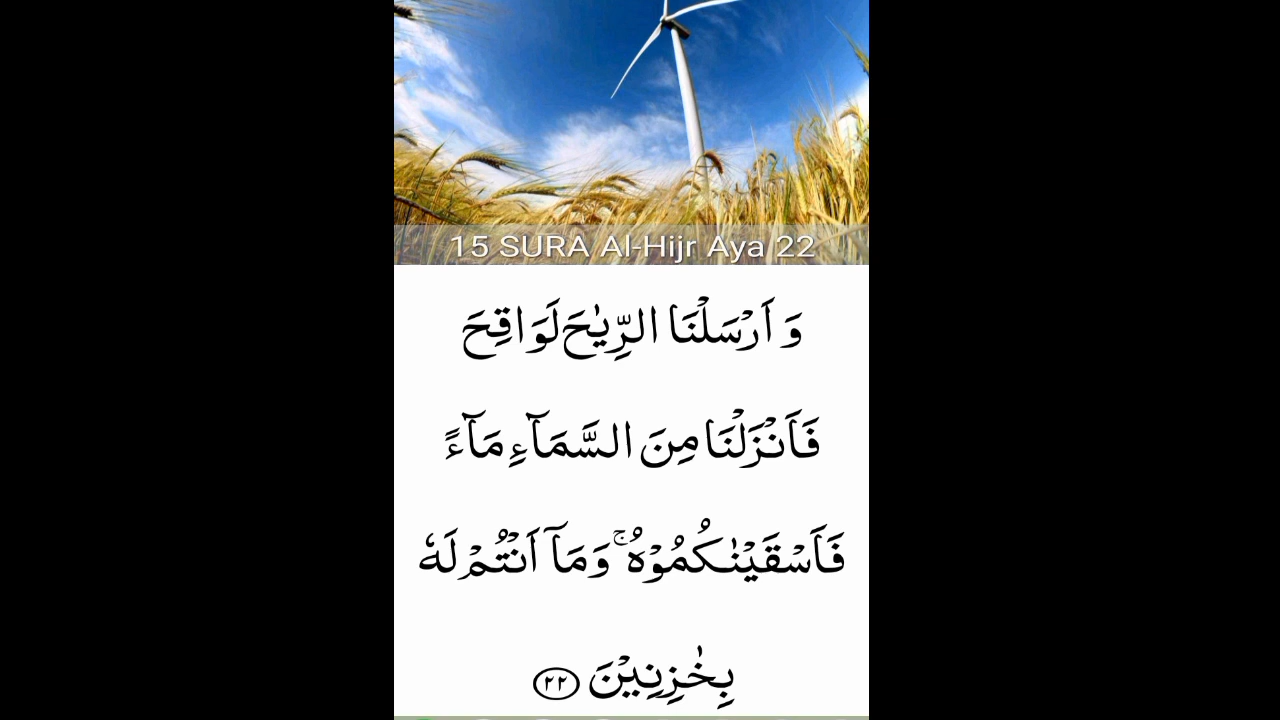 15 SURA Al-Hijr Aya 22
وَ اَرْسَلْنَا الرِّيٰحَ لَوَاقِحَ
فَاَنْزَلْنَا مِنَ السَّمَآءِ مَآءً
فَاَسْقَيْنٰكُمُوْهُ ۚ وَمَآ اَنْتُمْ لَهٗ
بِخٰزِنِيْنَ ﴿٢٢﴾